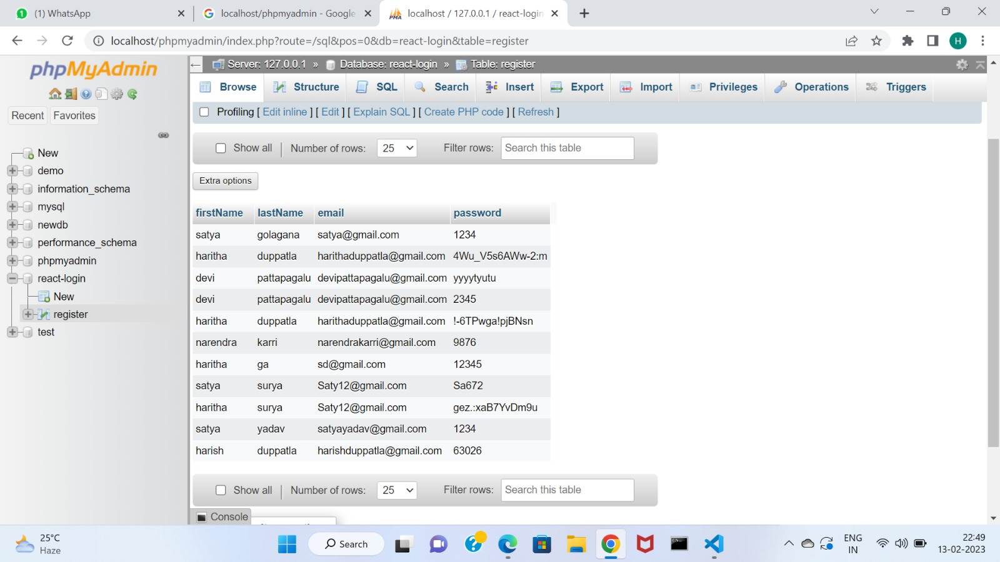 (1) WhatsApp
localhost/phpmyadmin - Google
localhost / 127.0.0.1 / react-login
localhost/phpmyadmin/index.php?route=/sql&pos=0&db=react-login&table=register
H
phpMyAdmin
Recent Favorites
New
demo
information_schema
mysql
newdb
performance_schema
phpmyadmin
react-login
New
register
test
Server: 127.0.0.1 » Database: react-login » Table: register
Browse Structure SQL Search Insert Export Import Privileges Operations Triggers
Profiling [ Edit inline ] [ Edit ] [ Explain SQL ] [ Create PHP code ] [ Refresh ]
Show all | Number of rows: 25 Filter rows: Search this table
Extra options
firstName lastName email password
satya golagana satya@gmail.com 1234
haritha duppatla harithaduppatla@gmail.com 4Wu_V5s6AWw-2:m
devi pattapagalu devipattapagalu@gmail.com yyyytyutu
devi pattapagalu devipattapagalu@gmail.com 2345
haritha duppatla harithaduppatla@gmail.com !-6TPwga!pjBNsn
narendra karri narendrakarri@gmail.com 9876
haritha ga sd@gmail.com 12345
satya surya Saty12@gmail.com Sa672
haritha surya Saty12@gmail.com gez.:xaB7YvDm9u
satya yadav satyayadav@gmail.com 1234
harish duppatla harishduppatla@gmail.com 63026
Show all | Number of rows: 25 Filter rows: Search this table
Console
25°C
Haze
Search
ENG
IN
22:49
13-02-2023